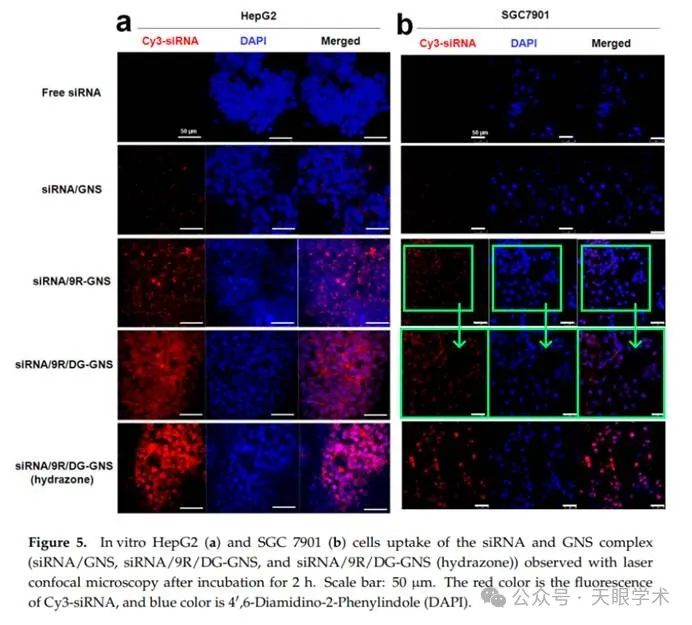 a
HepG2
Cy3-siRNA DAPI Merged
b
SGC7901
Cy3-siRNA DAPI Merged
Free siRNA
50 μm
50 μm
siRNA/GNS
siRNA/9R-GNS
siRNA/9R/DG-GNS
siRNA/9R/DG-GNS
(hydrazone)
Figure 5. In vitro HepG2 (a) and SGC 7901 (b) cells uptake of the siRNA and GNS complex
(siRNA/GNS, siRNA/9R/DG-GNS, and siRNA/9R/DG-GNS (hydrazone)) observed with laser
confocal microscopy after incubation for 2 h. Scale bar: 50 μm. The red color is the fluorescence
of Cy3-siRNA, and blue color is 4′,6-Diamidino-2-Phenylindole (DAPI).
公众号 · 天眼学术